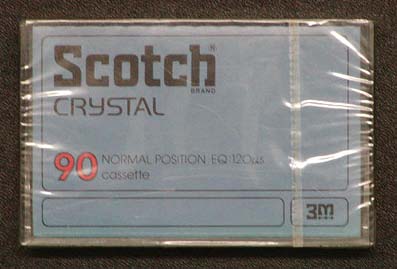 Scotch
BRAND
CRYSTAL
90 NORMAL POSITION EQ 120µs
cassette
3M